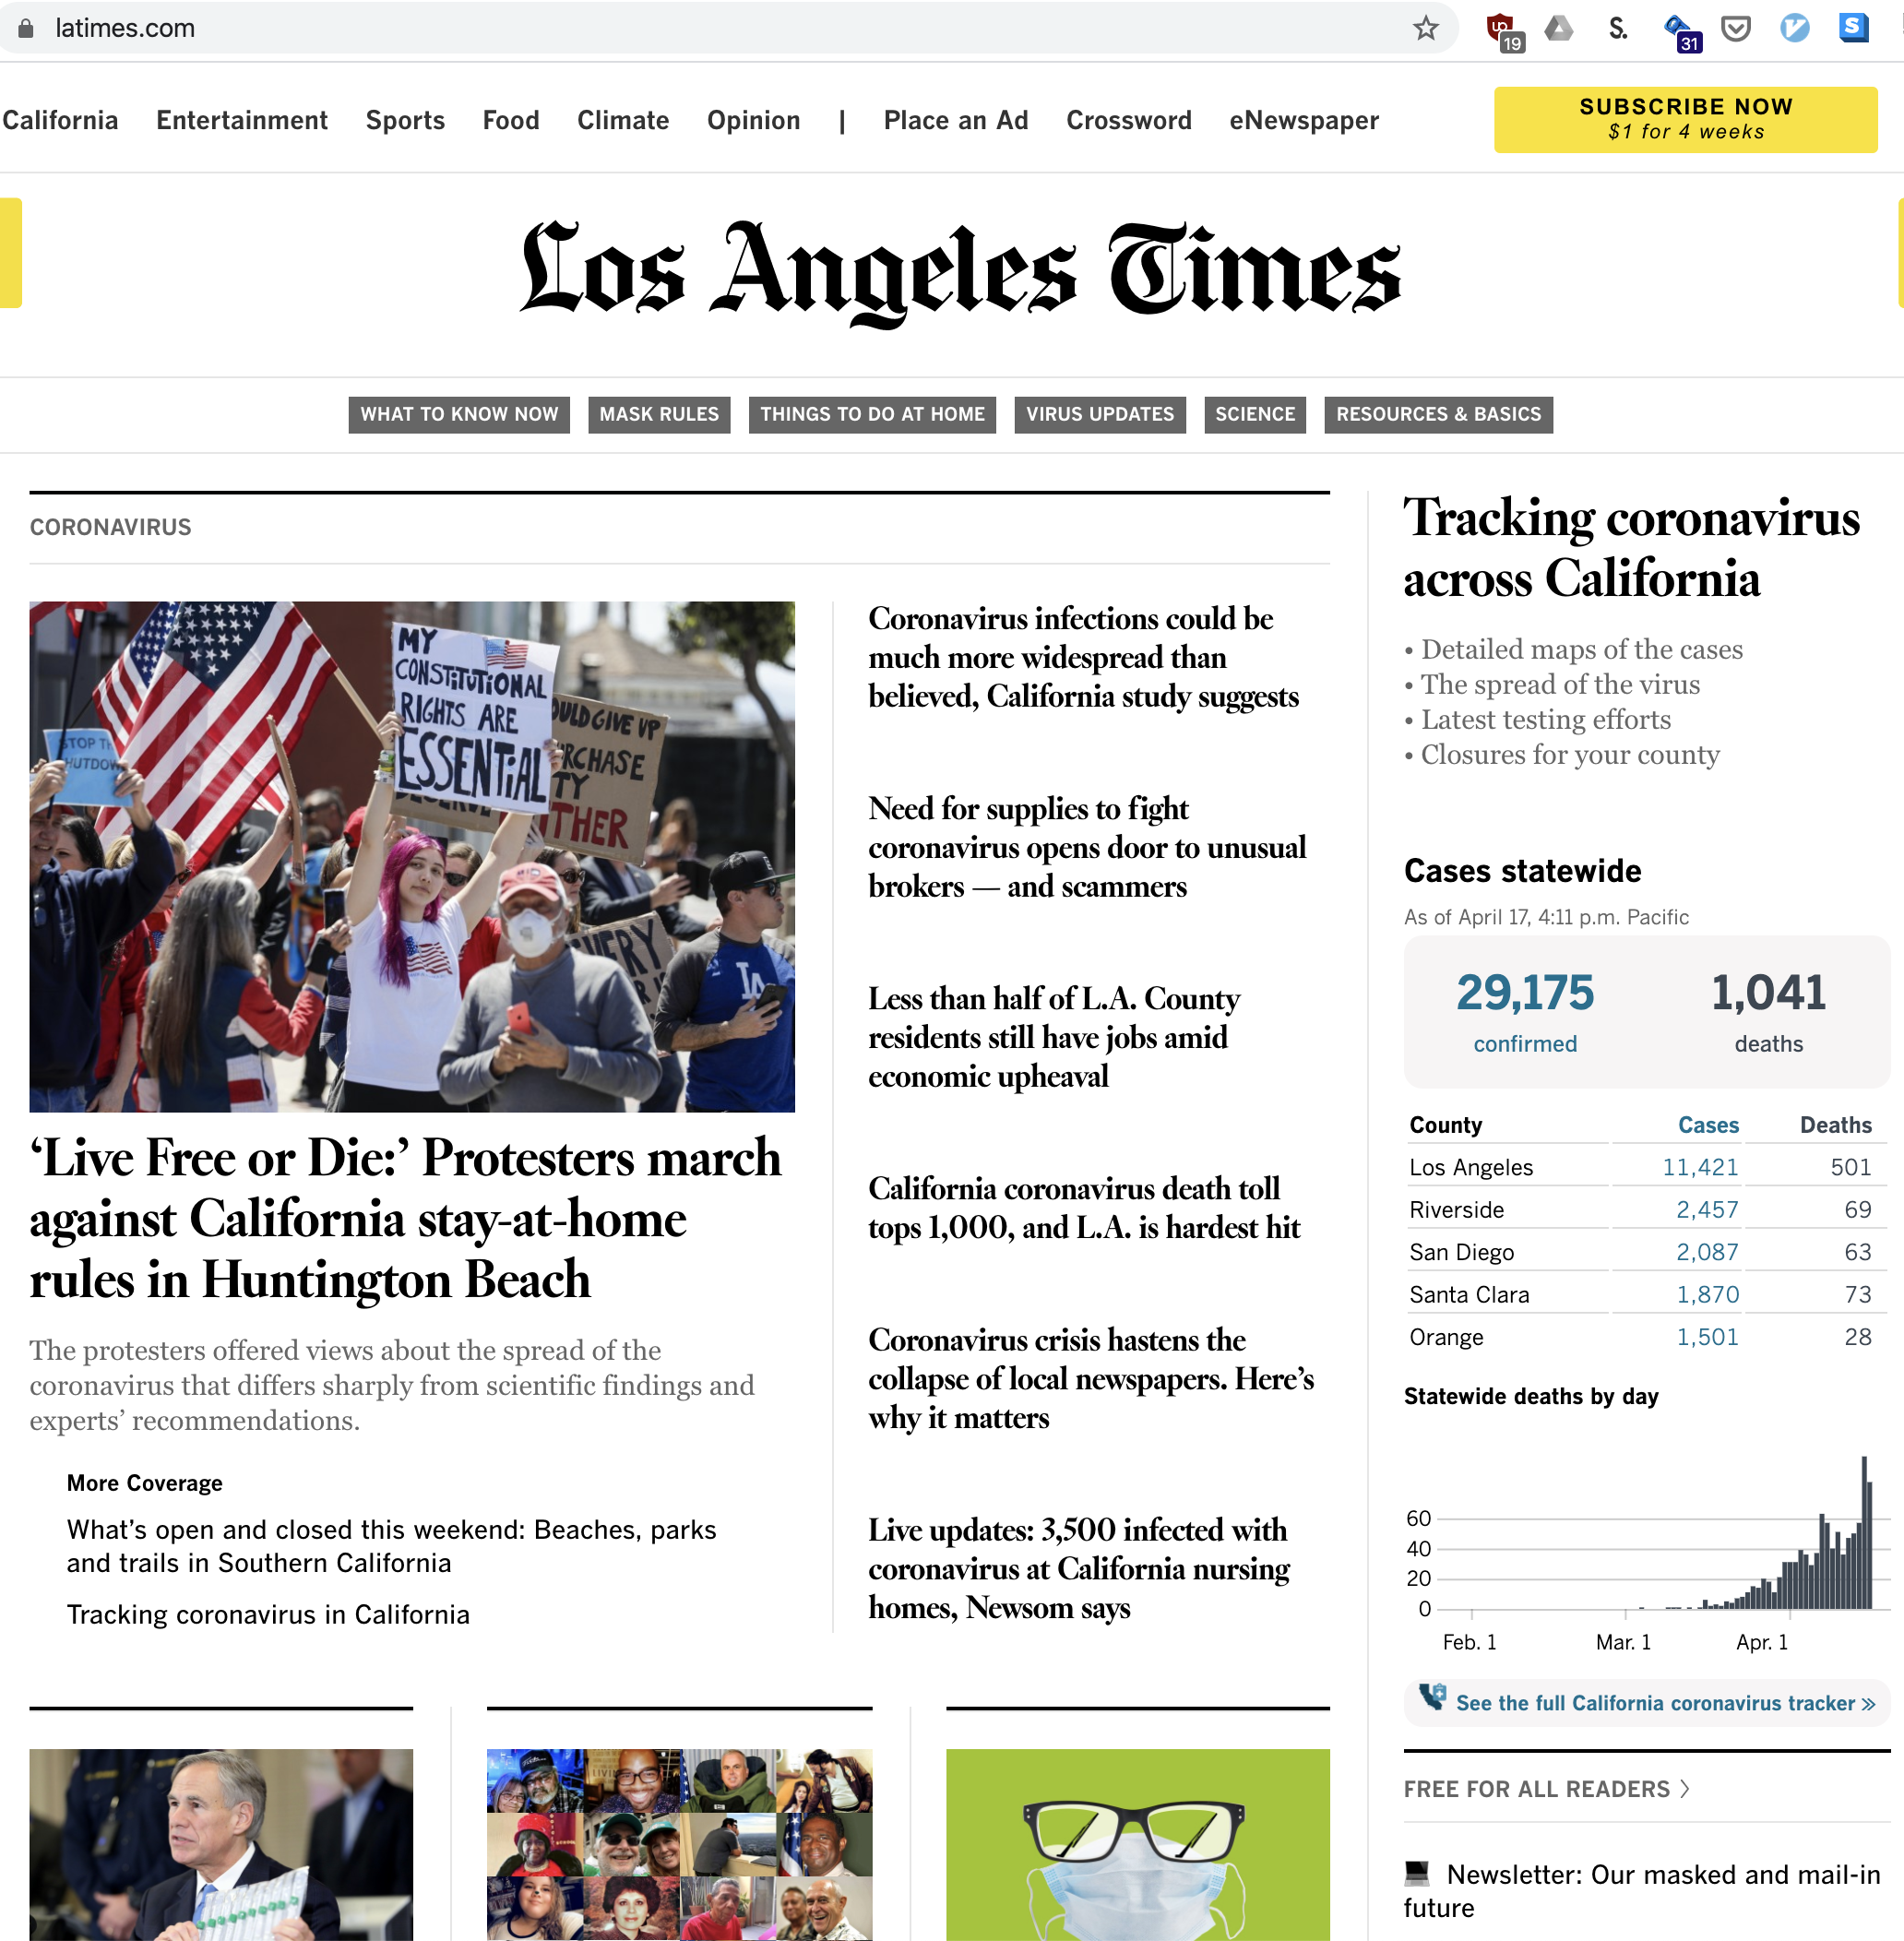 latimes.com
19
S.
31
S
California Entertainment Sports Food Climate Opinion | Place an Ad Crossword eNewspaper
SUBSCRIBE NOW
$1 for 4 weeks
Los Angeles Times
WHAT TO KNOW NOW MASK RULES THINGS TO DO AT HOME VIRUS UPDATES SCIENCE RESOURCES & BASICS
CORONAVIRUS
MY
CONSTITUTIONAL
RIGHTS ARE
ESSENTIAL
OULD GIVE UP
RCHASE
TY
THER
STOP TH
HUTDOW
VERY
LA
‘Live Free or Die:’ Protesters march
against California stay-at-home
rules in Huntington Beach
The protesters offered views about the spread of the
coronavirus that differs sharply from scientific findings and
experts’ recommendations.
More Coverage
What’s open and closed this weekend: Beaches, parks
and trails in Southern California
Tracking coronavirus in California
Coronavirus infections could be
much more widespread than
believed, California study suggests
Need for supplies to fight
coronavirus opens door to unusual
brokers — and scammers
Less than half of L.A. County
residents still have jobs amid
economic upheaval
California coronavirus death toll
tops 1,000, and L.A. is hardest hit
Coronavirus crisis hastens the
collapse of local newspapers. Here’s
why it matters
Live updates: 3,500 infected with
coronavirus at California nursing
homes, Newsom says
Tracking coronavirus
across California
• Detailed maps of the cases
• The spread of the virus
• Latest testing efforts
• Closures for your county
Cases statewide
As of April 17, 4:11 p.m. Pacific
29,175 1,041
confirmed deaths
County Cases Deaths
Los Angeles 11,421 501
Riverside 2,457 69
San Diego 2,087 63
Santa Clara 1,870 73
Orange 1,501 28
Statewide deaths by day
60
40
20
0
Feb. 1 Mar. 1 Apr. 1
See the full California coronavirus tracker »
FREE FOR ALL READERS >
Newsletter: Our masked and mail-in
future